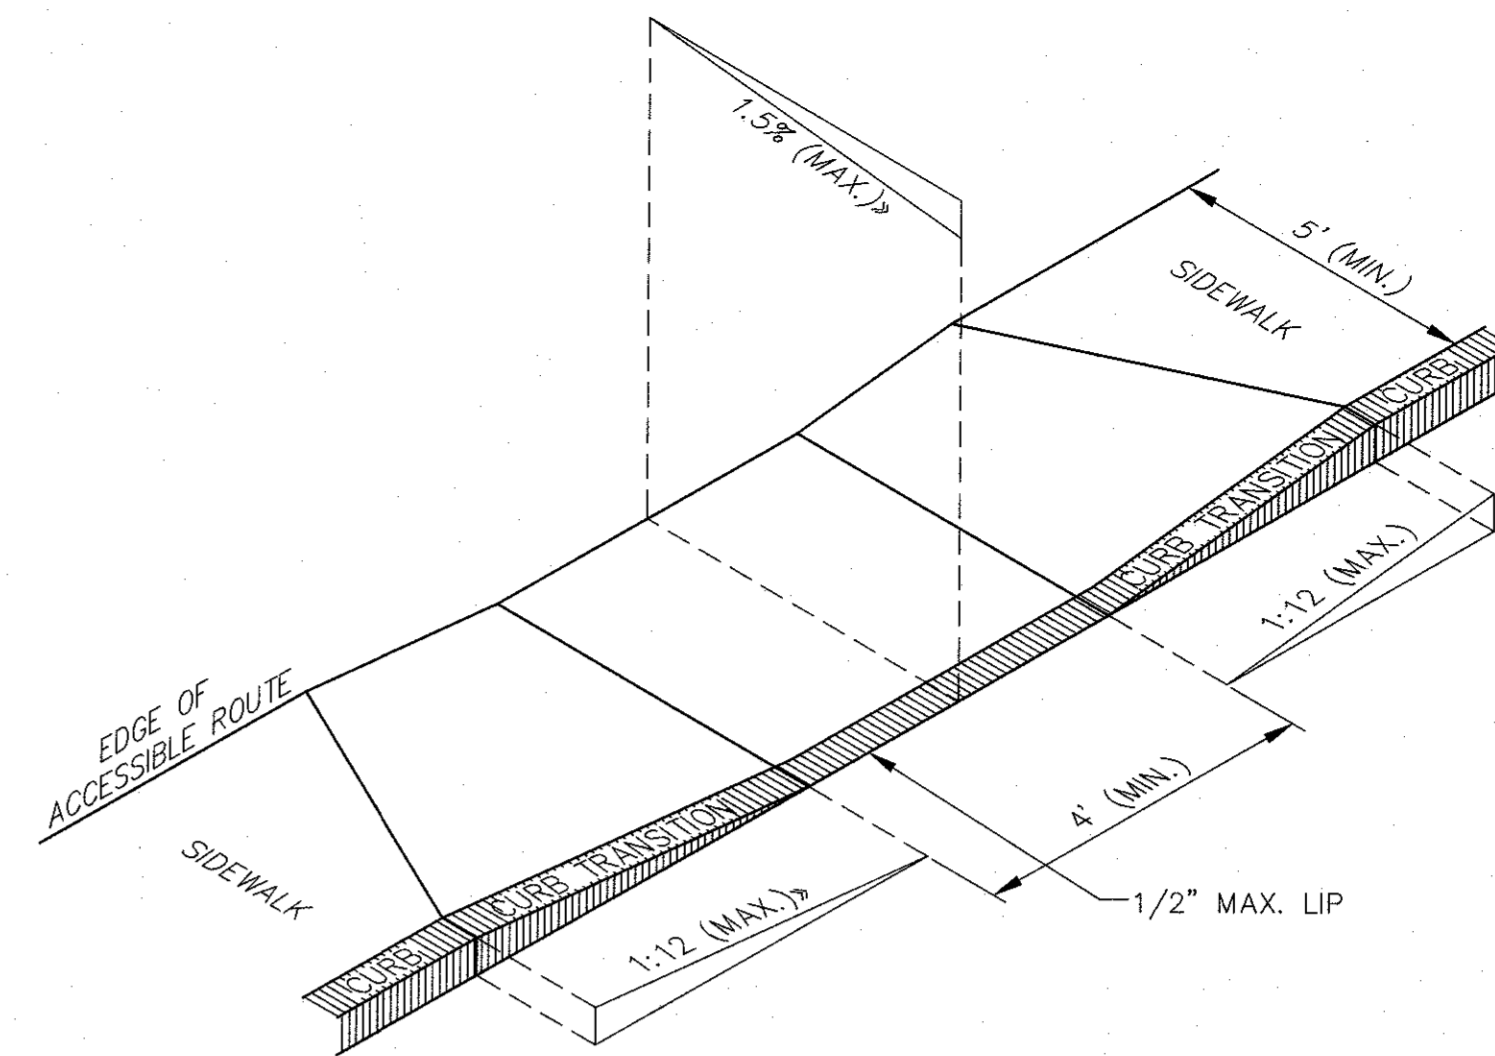 1.5% (MAX.)»
5' (MIN.)
SIDEWALK
CURB
CURB TRANSITION
1:12 (MAX.)
EDGE OF
ACCESSIBLE ROUTE
4' (MIN.)
SIDEWALK
CURB TRANSITION
1/2" MAX. LIP
1:12 (MAX.)»
CURB